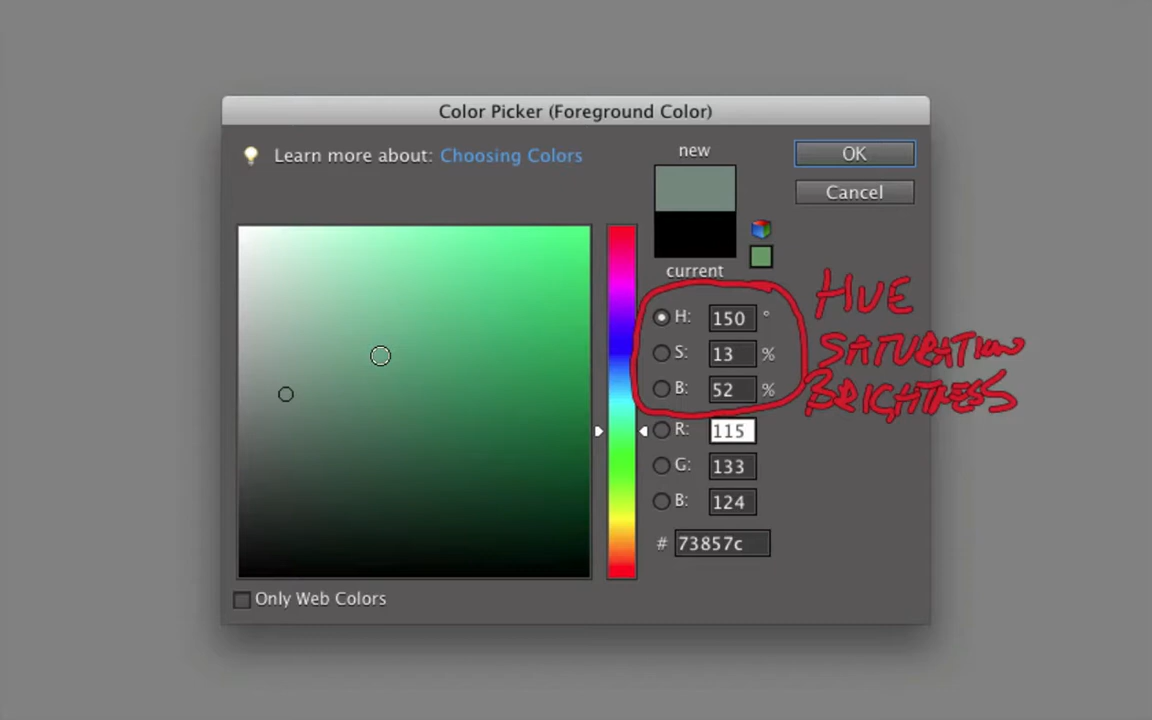 Color Picker (Foreground Color)
Learn more about: Choosing Colors
new
OK
Cancel
current
H: 150 °
HUE
S: 13 %
SATURATION
B: 52 %
BRIGHTNESS
R: 115
G: 133
B: 124
# 73857c
Only Web Colors